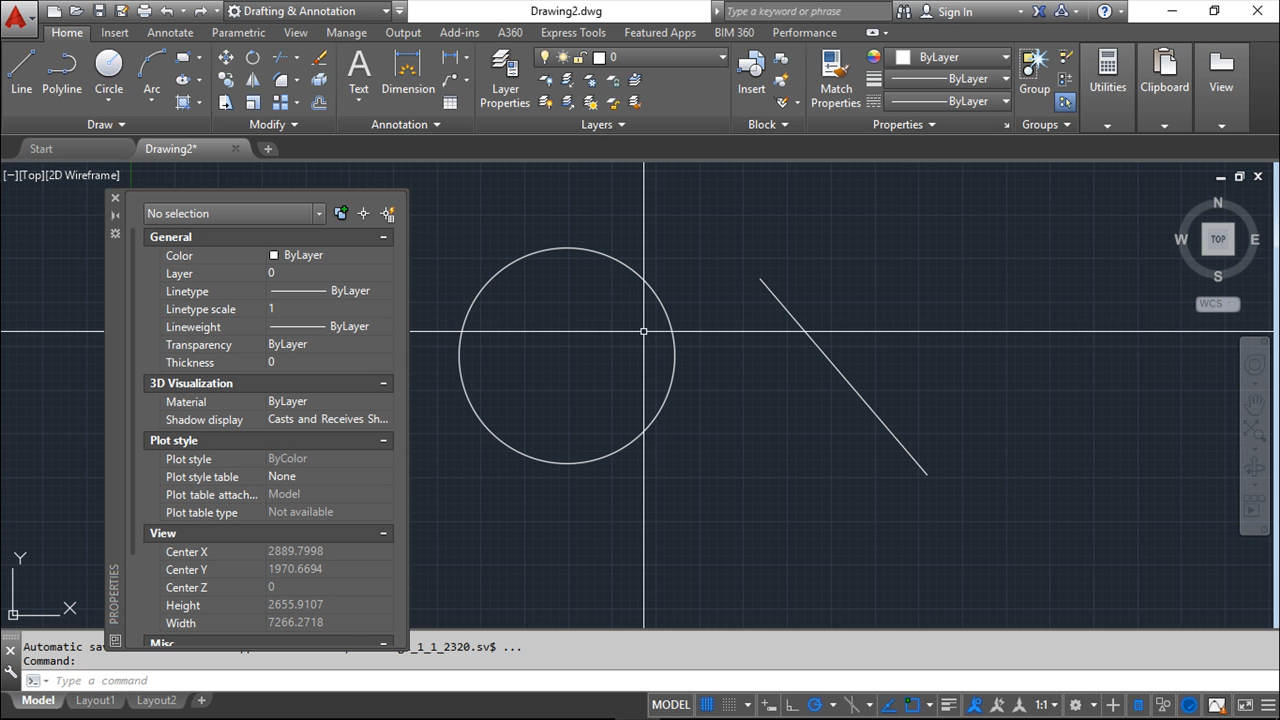 Drafting & Annotation
Drawing2.dwg
Type a keyword or phrase
Sign In
Home Insert Annotate Parametric View Manage Output Add-ins A360 Express Tools Featured Apps BIM 360 Performance
Line Polyline Circle Arc Text Dimension Layer Properties 0 Insert Match Properties ByLayer ByLayer ByLayer Group Utilities Clipboard View
Draw Modify Annotation Layers Block Properties Groups
Start Drawing2*
[−][Top][2D Wireframe]
N
W TOP E
S
WCS
No selection
General
Color ByLayer
Layer 0
Linetype ByLayer
Linetype scale 1
Lineweight ByLayer
Transparency ByLayer
Thickness 0
3D Visualization
Material ByLayer
Shadow display Casts and Receives Sh...
Plot style
Plot style ByColor
Plot style table None
Plot table attach... Model
Plot table type Not available
View
Center X 2889.7998
Center Y 1970.6694
Center Z 0
Height 2655.9107
Width 7266.2718
Misc
PROPERTIES
Y
X
Automatic sa
_1_1_2320.sv$ ...
Command:
Type a command
Model Layout1 Layout2
MODEL 1:1